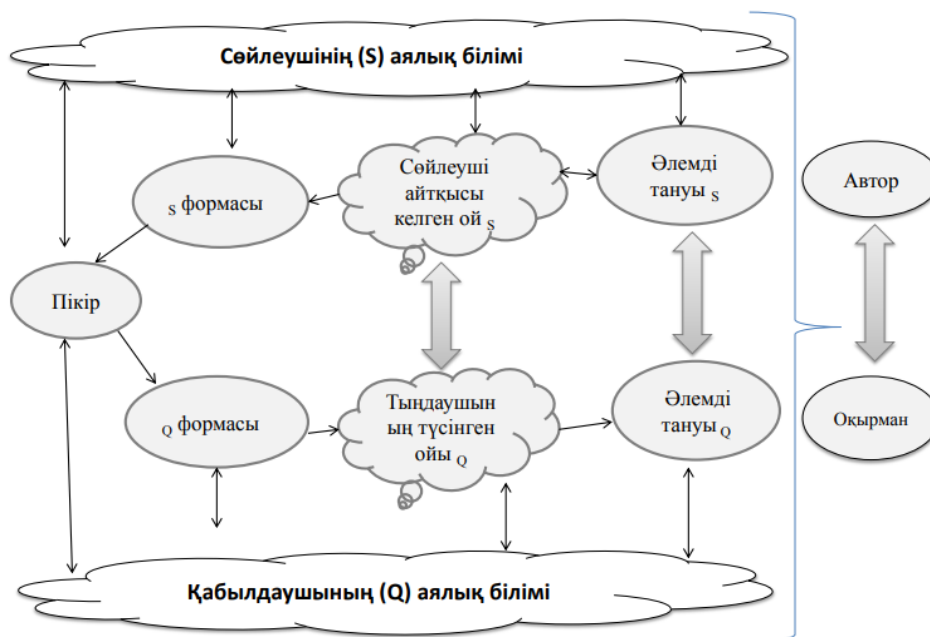 Сөйлеушінің (S) аялық білімі
Сөйлеуші
айтқысы
келген ой S
Әлемді
тануы S
Автор
S формасы
Пікір
Q формасы
Тыңдаушын
ың түсінген
ойы Q
Әлемді
тануы Q
Оқырман
Қабылдаушының (Q) аялық білімі